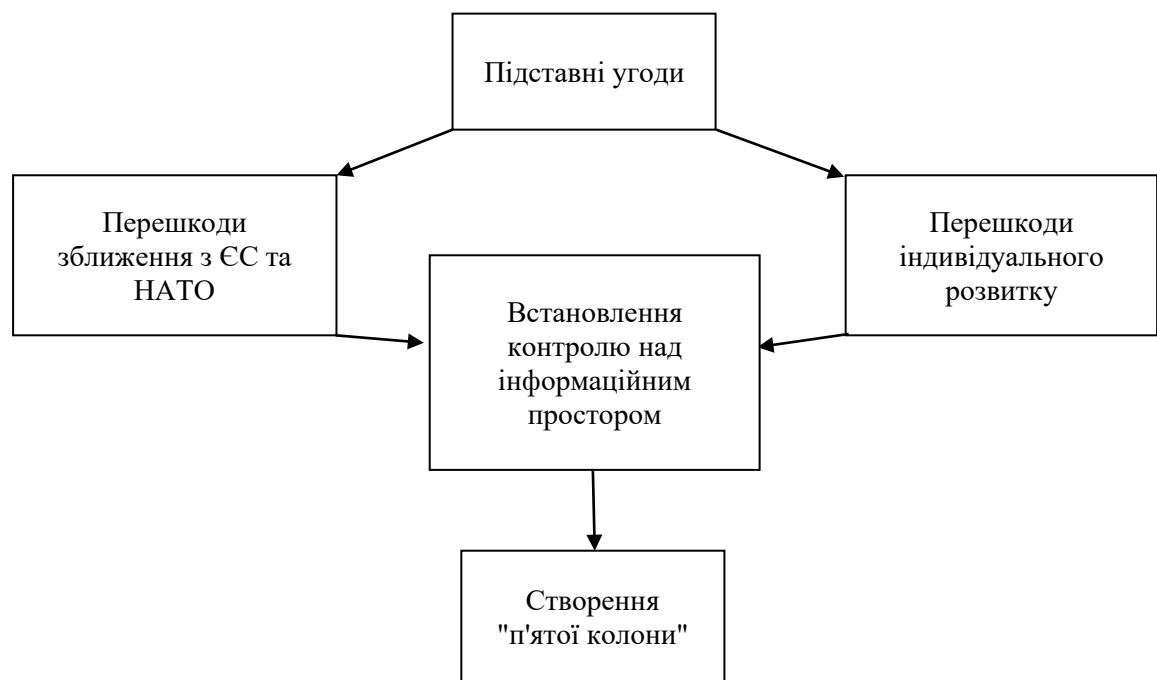 Підставні угоди
Перешкоди
зближення з ЄС та
НАТО
Перешкоди
індивідуального
розвитку
Встановлення
контролю над
інформаційним
простором
Створення
"п'ятої колони"